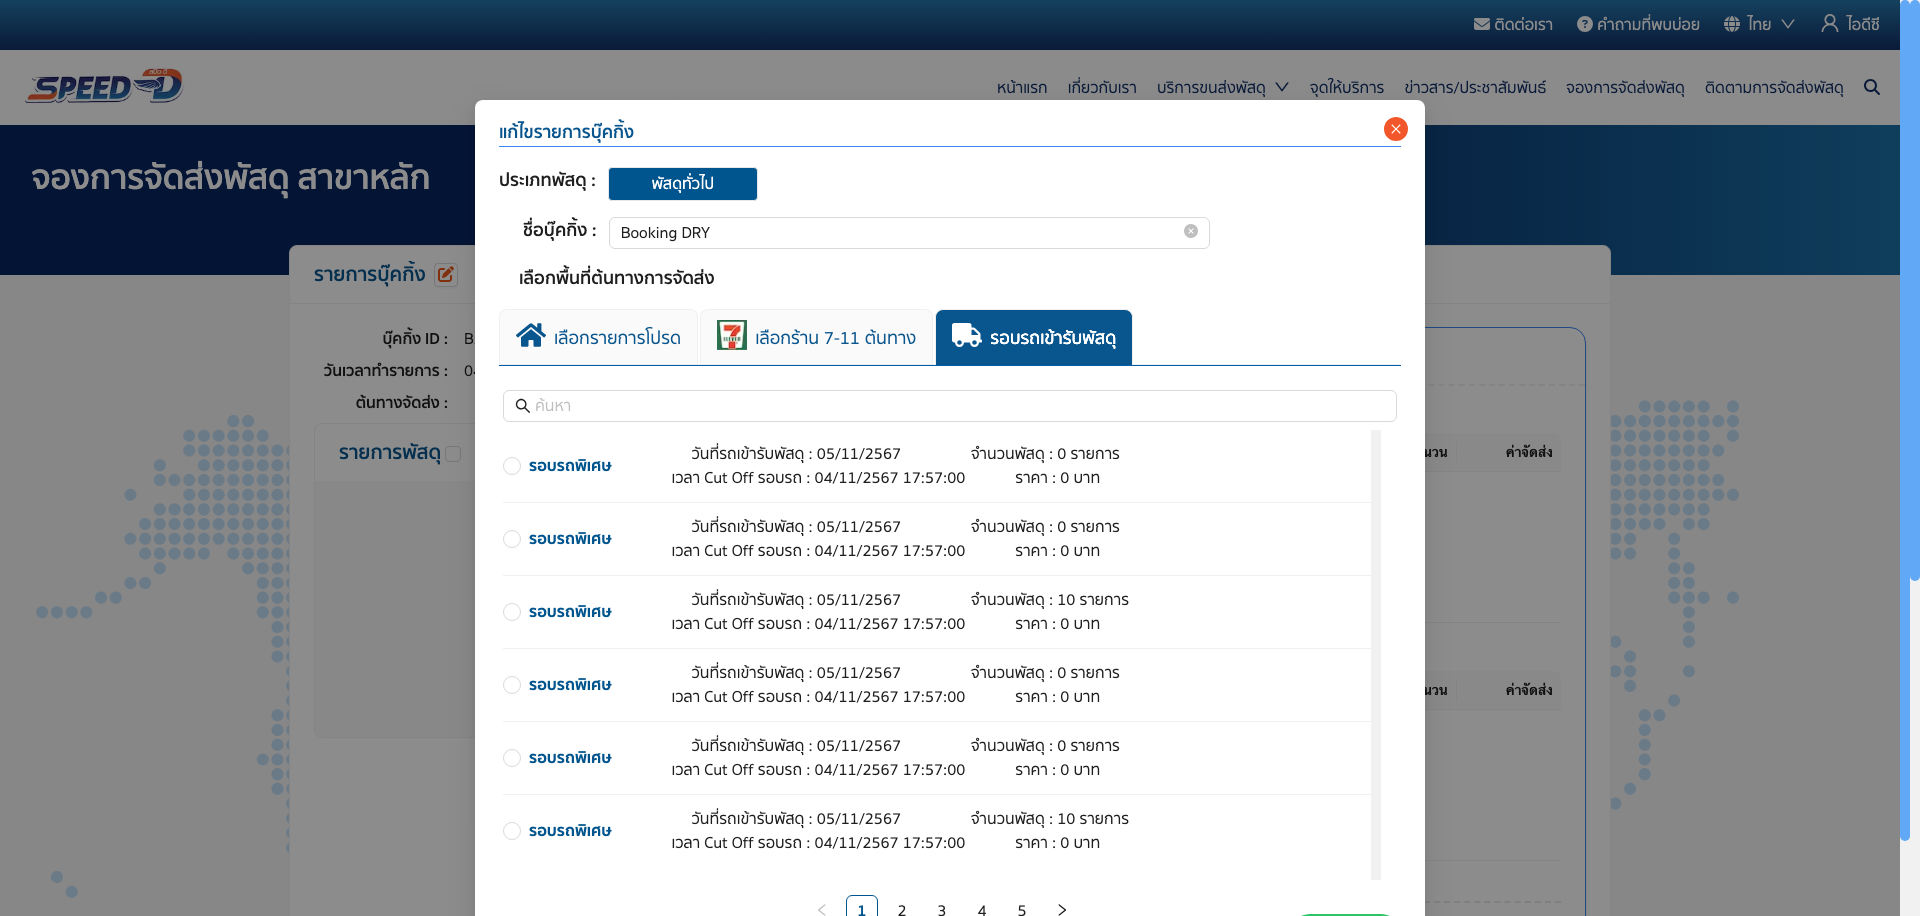 ติดต่อเรา คำถามที่พบบ่อย ไทย ไอดีซี
SPEED-D
หน้าแรก เกี่ยวกับเรา บริการขนส่งพัสดุ จุดให้บริการ ข่าวสาร/ประชาสัมพันธ์ จองการจัดส่งพัสดุ ติดตามการจัดส่งพัสดุ
จองการจัดส่งพัสดุ สาขาหลัก
รายการบุ๊คกิ้ง
บุ๊คกิ้ง ID : B
วันเวลาทำรายการ : 04
ต้นทางจัดส่ง :
รายการพัสดุ
แก้ไขรายการบุ๊คกิ้ง
ประเภทพัสดุ : พัสดุทั่วไป
ชื่อบุ๊คกิ้ง : Booking DRY
เลือกพื้นที่ต้นทางการจัดส่ง
เลือกรายการโปรด เลือกร้าน 7-11 ต้นทาง รอบรถเข้ารับพัสดุ
ค้นหา
รอบรถพิเศษ
วันที่รถเข้ารับพัสดุ : 05/11/2567 จำนวนพัสดุ : 0 รายการ
เวลา Cut Off รอบรถ : 04/11/2567 17:57:00 ราคา : 0 บาท
รอบรถพิเศษ
วันที่รถเข้ารับพัสดุ : 05/11/2567 จำนวนพัสดุ : 0 รายการ
เวลา Cut Off รอบรถ : 04/11/2567 17:57:00 ราคา : 0 บาท
รอบรถพิเศษ
วันที่รถเข้ารับพัสดุ : 05/11/2567 จำนวนพัสดุ : 10 รายการ
เวลา Cut Off รอบรถ : 04/11/2567 17:57:00 ราคา : 0 บาท
รอบรถพิเศษ
วันที่รถเข้ารับพัสดุ : 05/11/2567 จำนวนพัสดุ : 0 รายการ
เวลา Cut Off รอบรถ : 04/11/2567 17:57:00 ราคา : 0 บาท
รอบรถพิเศษ
วันที่รถเข้ารับพัสดุ : 05/11/2567 จำนวนพัสดุ : 0 รายการ
เวลา Cut Off รอบรถ : 04/11/2567 17:57:00 ราคา : 0 บาท
รอบรถพิเศษ
วันที่รถเข้ารับพัสดุ : 05/11/2567 จำนวนพัสดุ : 10 รายการ
เวลา Cut Off รอบรถ : 04/11/2567 17:57:00 ราคา : 0 บาท
1 2 3 4 5
ค่าจัดส่ง
ค่าจัดส่ง